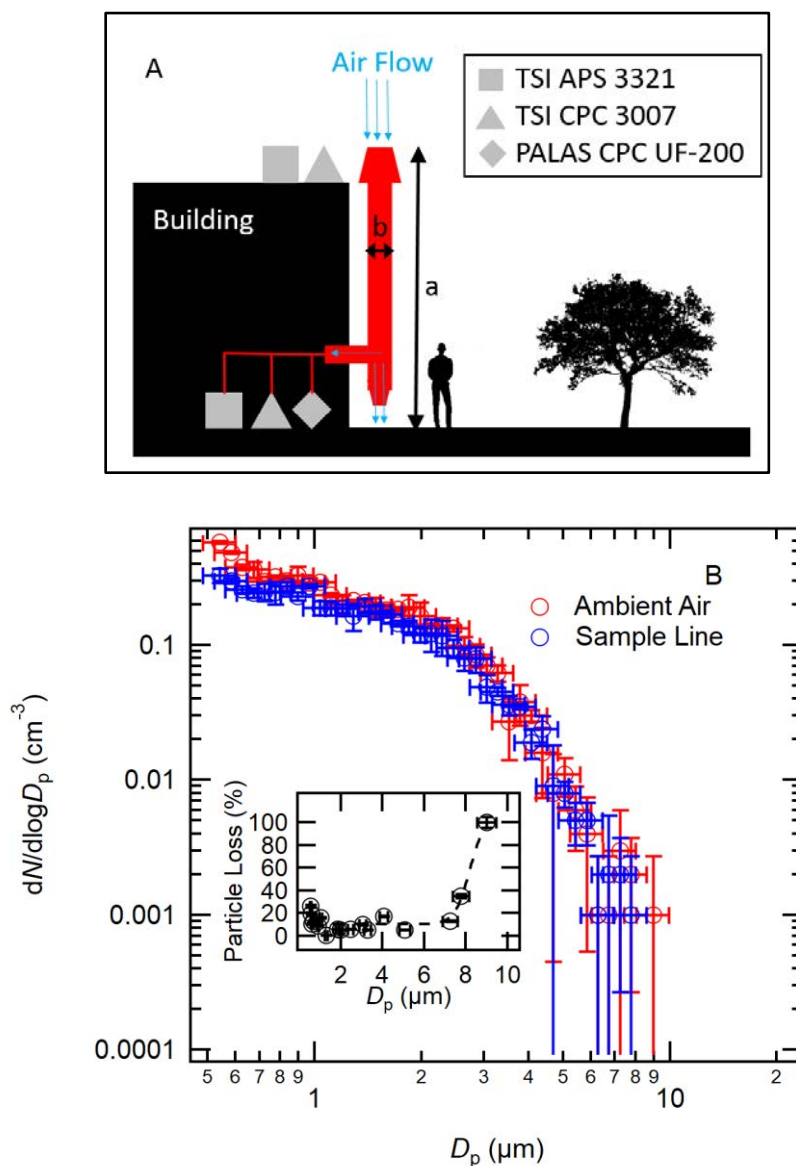 A
Air Flow
TSI APS 3321
TSI CPC 3007
PALAS CPC UF-200
Building
b
a
B
Ambient Air
Sample Line
dN/dlogDp (cm-3)
0.1
0.01
0.001
0.0001
Particle Loss (%)
100
80
60
40
20
0
2 4 6 8 10
Dp (μm)
5 6 7 8 9 2 3 4 5 6 7 8 9 2
1 10
Dp (μm)